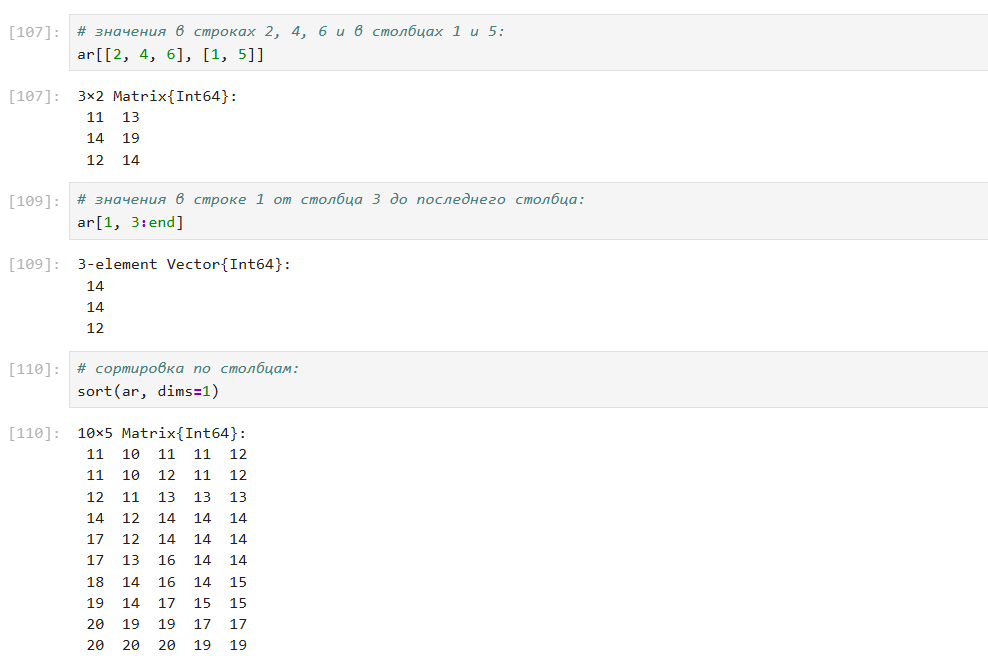 [107]: # значения в строках 2, 4, 6 и в столбцах 1 и 5:
ar[[2, 4, 6], [1, 5]]
[107]: 3×2 Matrix{Int64}:
11 13
14 19
12 14
[109]: # значения в строке 1 от столбца 3 до последнего столбца:
ar[1, 3:end]
[109]: 3-element Vector{Int64}:
14
14
12
[110]: # сортировка по столбцам:
sort(ar, dims=1)
[110]: 10×5 Matrix{Int64}:
11 10 11 11 12
11 10 12 11 12
12 11 13 13 13
14 12 14 14 14
17 12 14 14 14
17 13 16 14 14
18 14 16 14 15
19 14 17 15 15
20 19 19 17 17
20 20 20 19 19